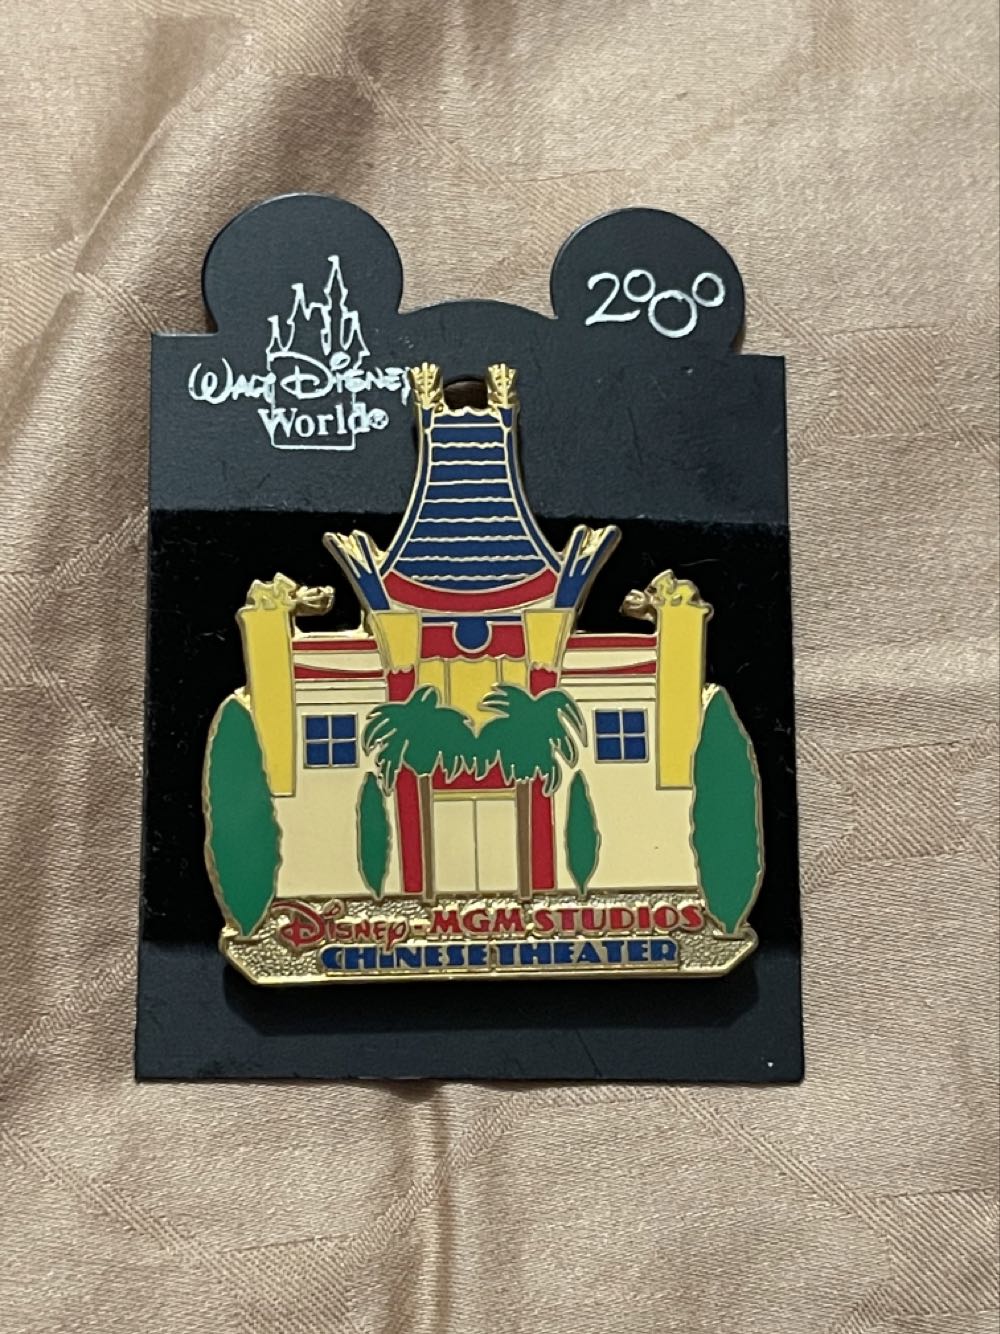 WALT DISNEY
World®
2000
DISNEY-MGM STUDIOS
CHINESE THEATER